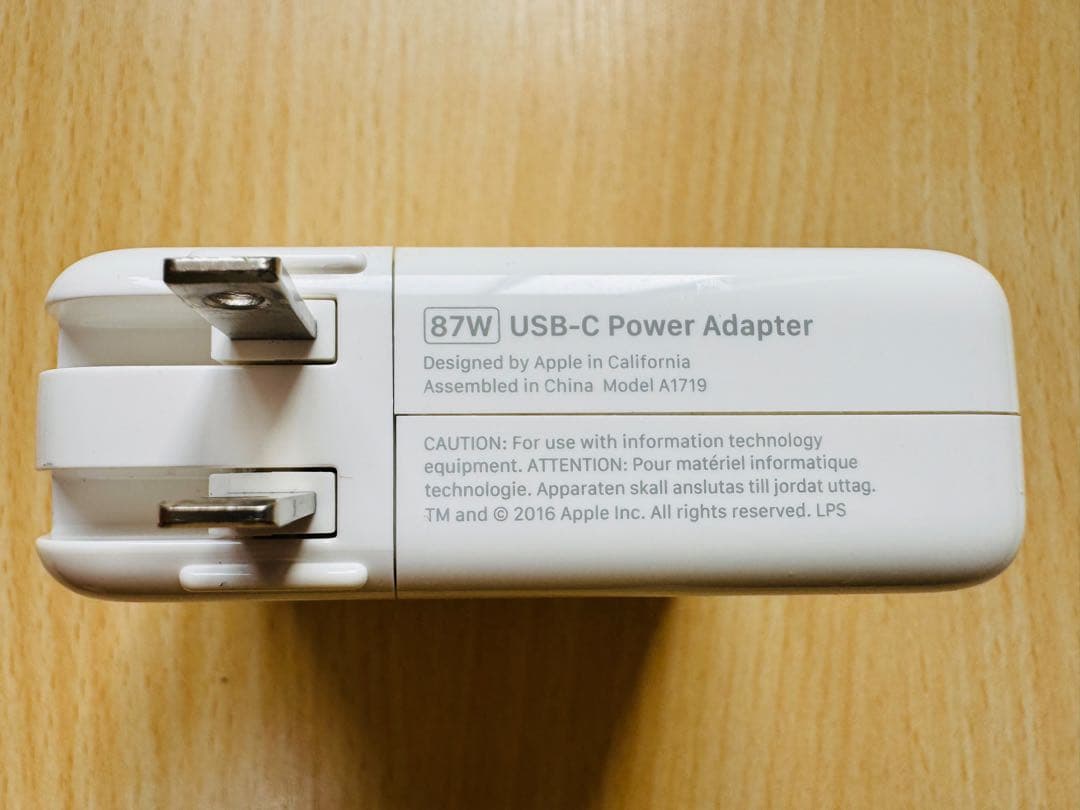 87W USB-C Power Adapter
Designed by Apple in California
Assembled in China Model A1719
CAUTION: For use with information technology
equipment. ATTENTION: Pour matériel informatique
technologie. Apparaten skall anslutas till jordat uttag.
TM and © 2016 Apple Inc. All rights reserved. LPS